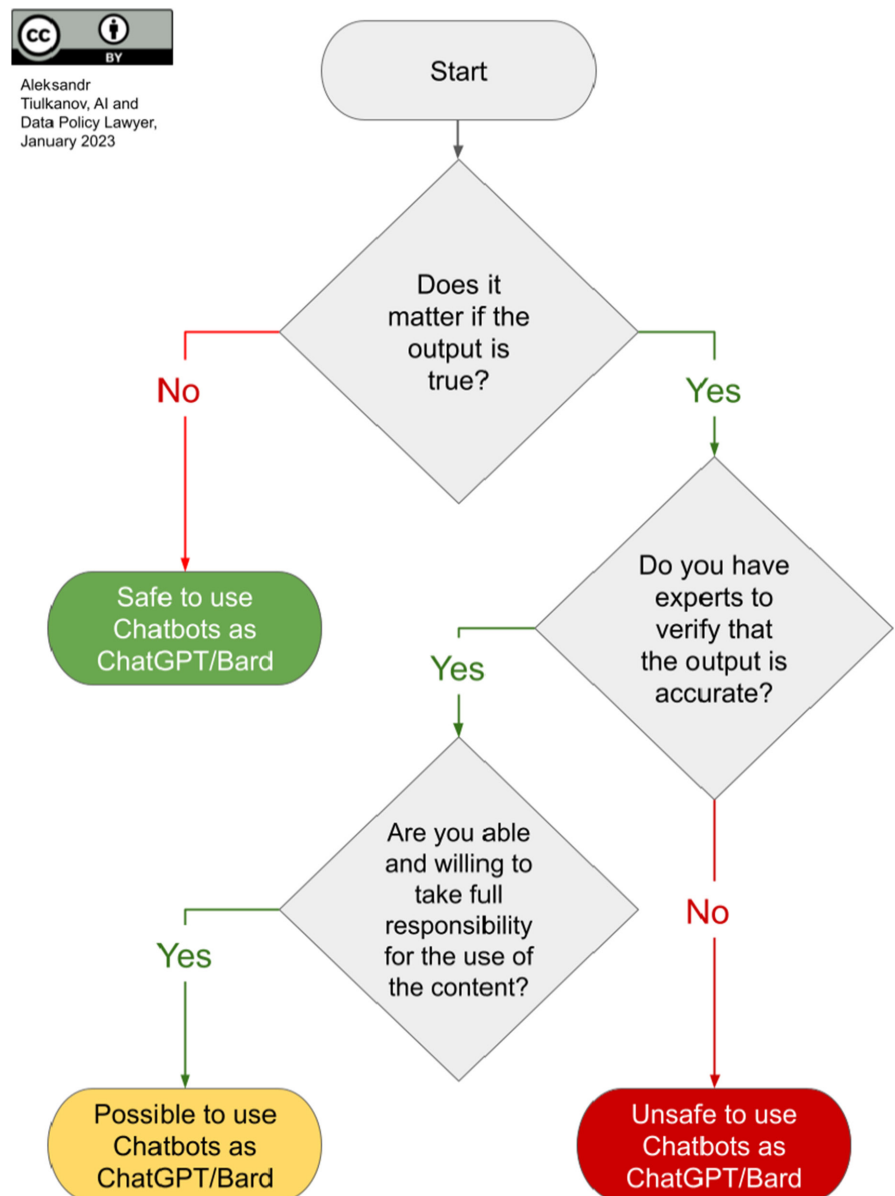 cc
BY
Aleksandr
Tiulkanov, AI and
Data Policy Lawyer,
January 2023
Start
Does it
matter if the
output is
true?
No
Yes
Safe to use
Chatbots as
ChatGPT/Bard
Do you have
experts to
verify that
the output is
accurate?
Yes
Are you able
and willing to
take full
responsibility
for the use of
the content?
No
Yes
Possible to use
Chatbots as
ChatGPT/Bard
Unsafe to use
Chatbots as
ChatGPT/Bard